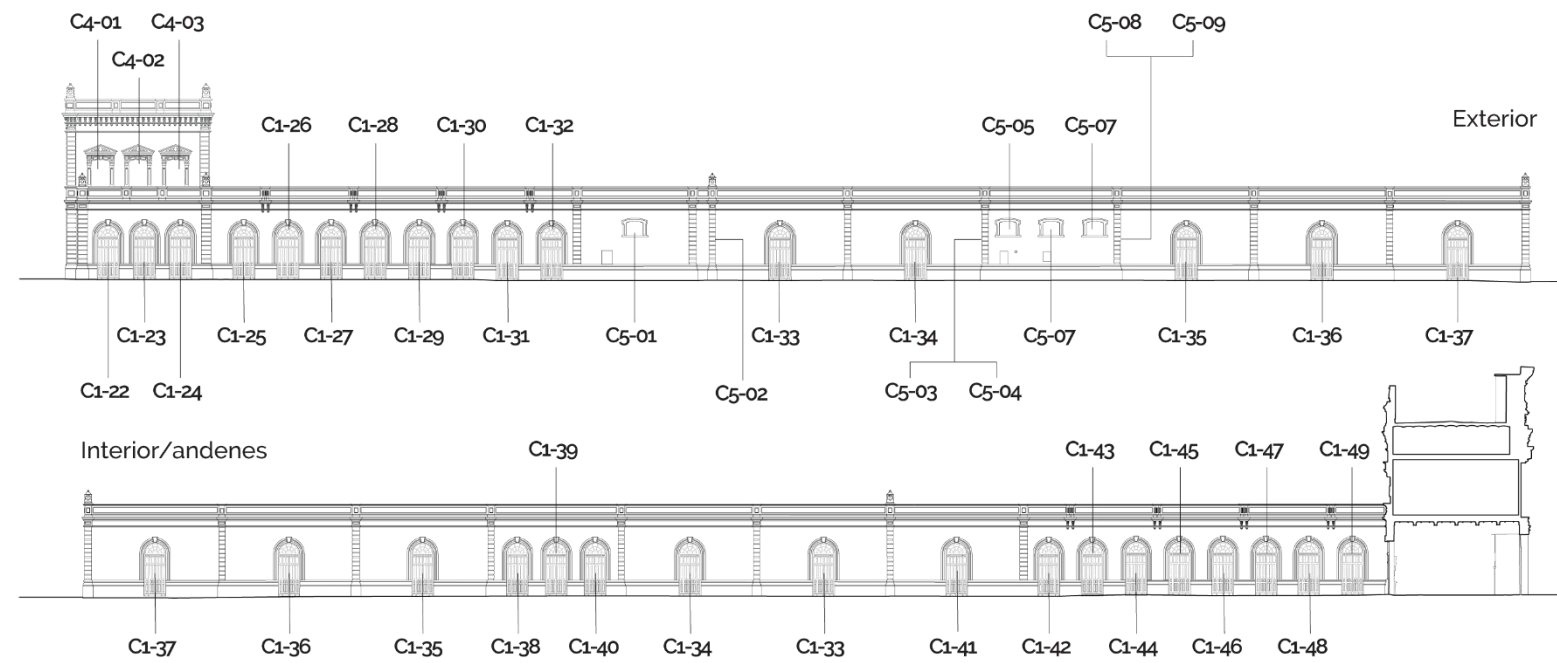 C4-01 C4-03 C5-08 C5-09
C4-02
Exterior
C1-26 C1-28 C1-30 C1-32 C5-05 C5-07
C1-23 C1-25 C1-27 C1-29 C1-31 C5-01 C1-33 C1-34 C5-07 C1-35 C1-36 C1-37
C1-22 C1-24 C5-02 C5-03 C5-04
Interior/andenes
C1-39 C1-43 C1-45 C1-47 C1-49
C1-37 C1-36 C1-35 C1-38 C1-40 C1-34 C1-33 C1-41 C1-42 C1-44 C1-46 C1-48